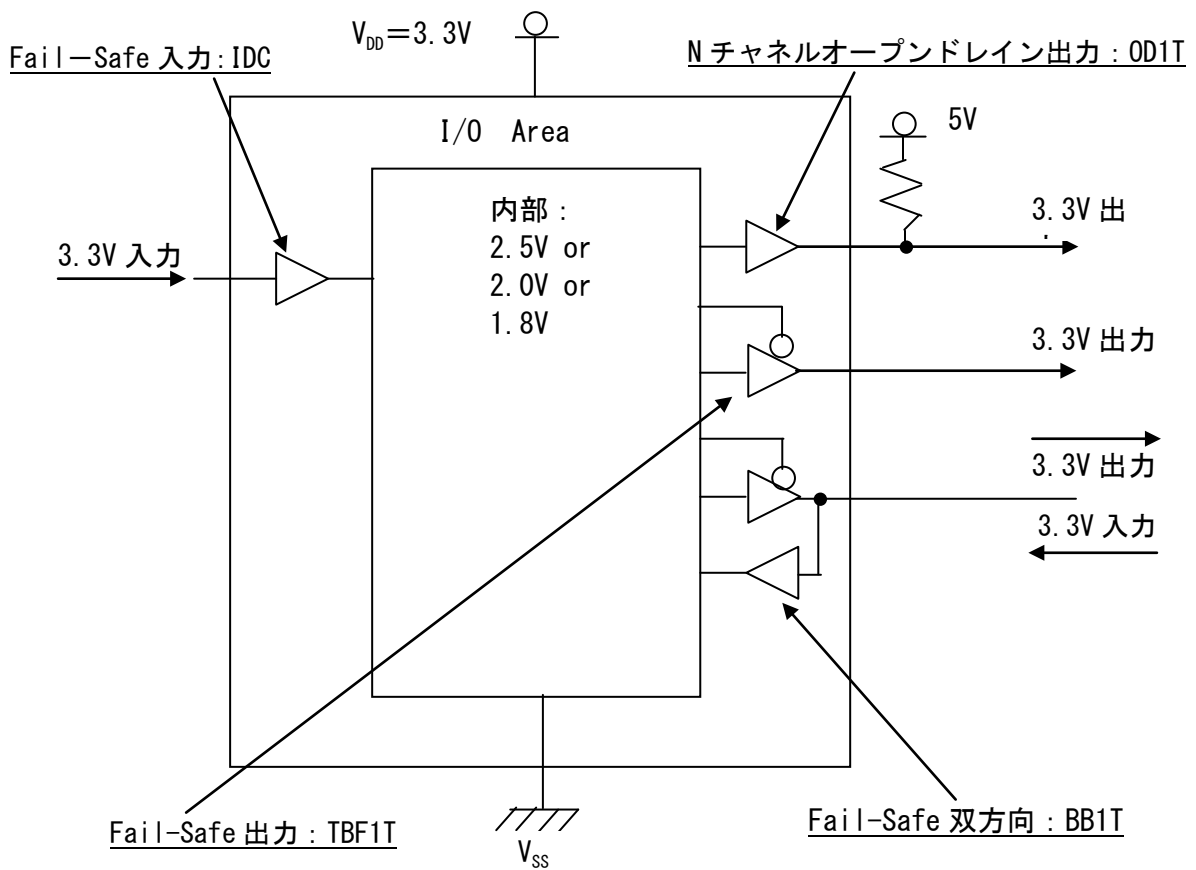 V_DD=3.3V
Fail-Safe 入力:IDC
N チャネルオープンドレイン出力:OD1T
I/O Area
5V
内部:
2.5V or
2.0V or
1.8V
3.3V 入力
3.3V 出
3.3V 出力
3.3V 出力
3.3V 入力
Fail-Safe 出力:TBF1T
Fail-Safe 双方向:BB1T
V_SS